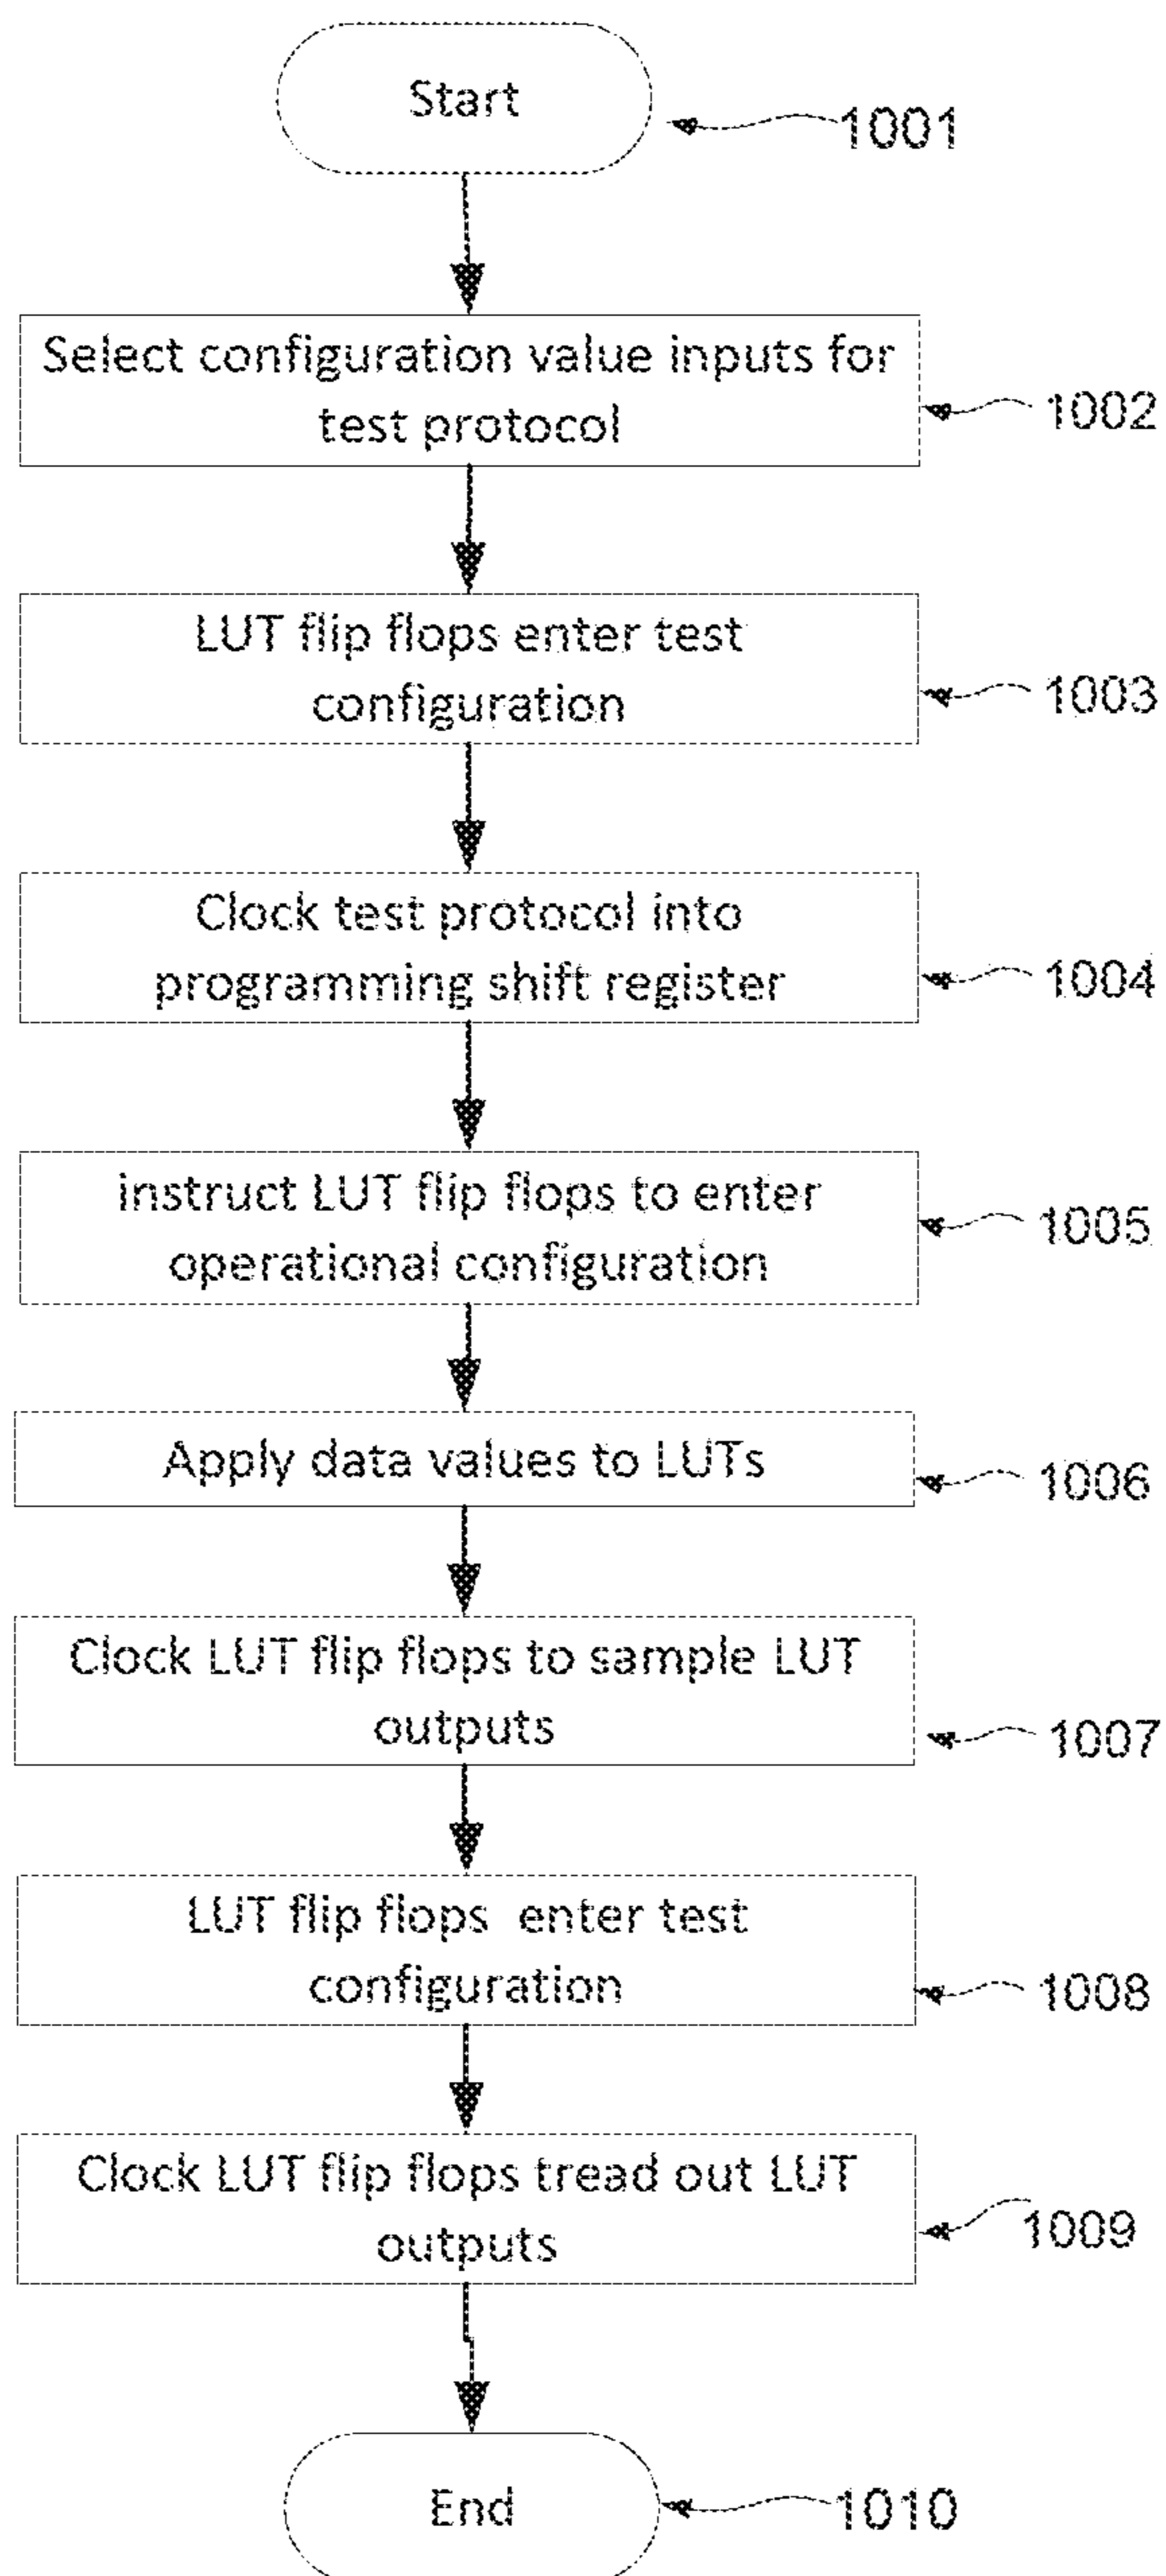 Start
1001
Select configuration value inputs for
test protocol
1002
LUT flip flops enter test
configuration
1003
Clock test protocol into
programming shift register
1004
instruct LUT flip flops to enter
operational configuration
1005
Apply data values to LUTs
1006
Clock LUT flip flops to sample LUT
outputs
1007
LUT flip flops enter test
configuration
1008
Clock LUT flip flops tread out LUT
outputs
1009
End
1010